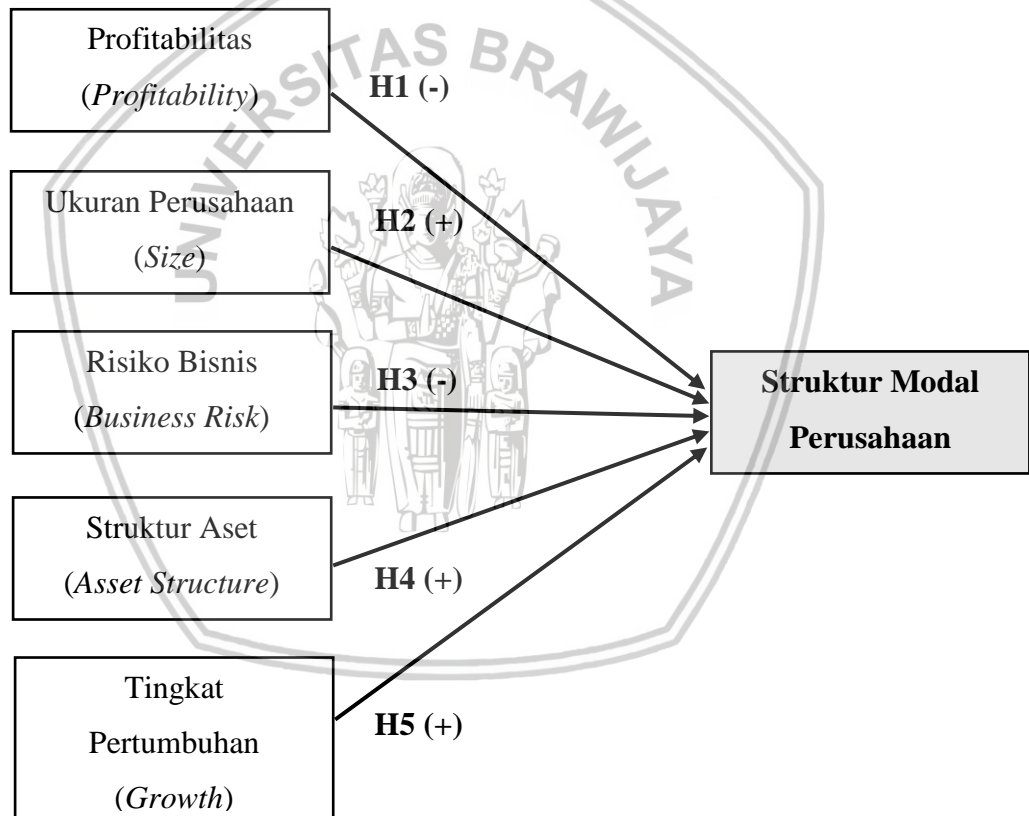 UNIVERSITAS BRAWIJAYA
Profitabilitas
(Profitability)
H1 (-)
Ukuran Perusahaan
(Size)
H2 (+)
Risiko Bisnis
(Business Risk)
H3 (-)
Struktur Modal
Perusahaan
Struktur Aset
(Asset Structure)
H4 (+)
Tingkat
Pertumbuhan
(Growth)
H5 (+)